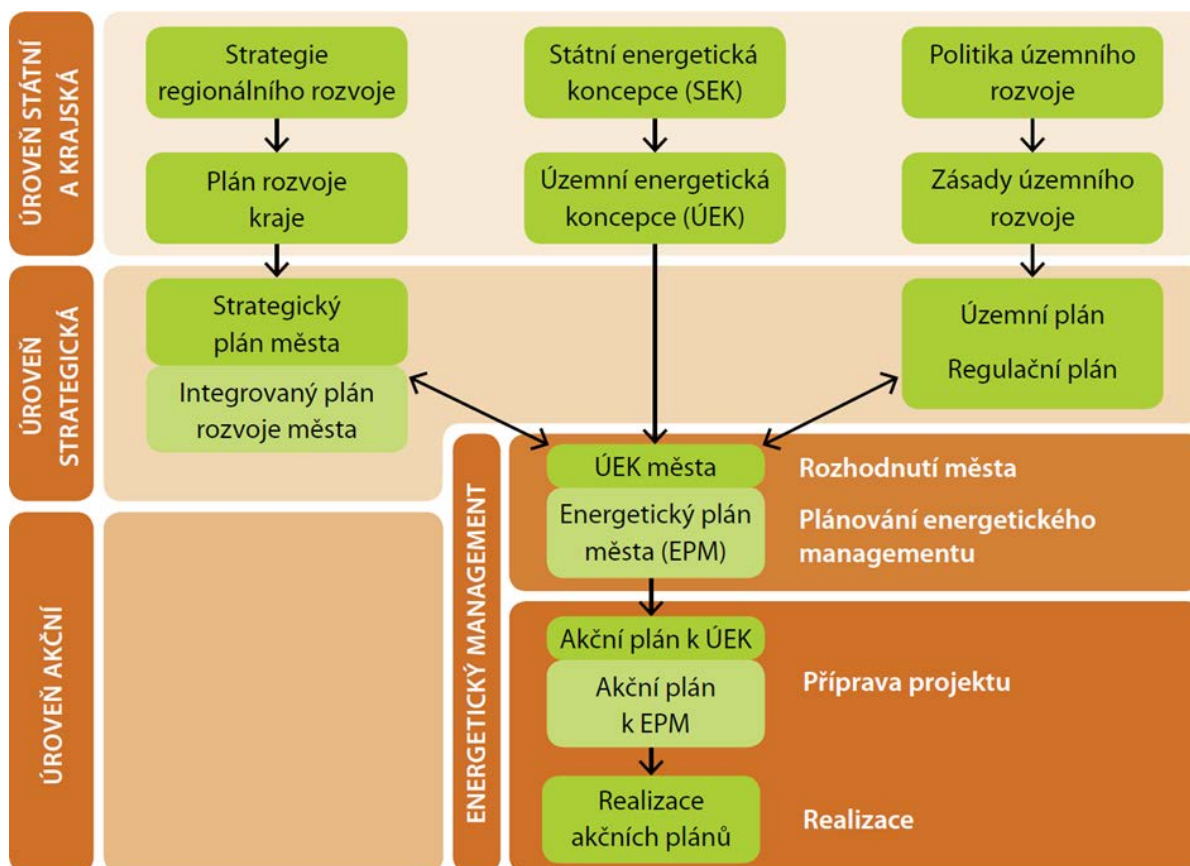 ÚROVEŇ STÁTNÍ
A KRAJSKÁ
Strategie
regionálního rozvoje
Státní energetická
koncepce (SEK)
Politika územního
rozvoje
Plán rozvoje
kraje
Územní energetická
koncepce (ÚEK)
Zásady územního
rozvoje
ÚROVEŇ
STRATEGICKÁ
Strategický
plán města
Integrovaný plán
rozvoje města
Územní plán
Regulační plán
ENERGETICKÝ MANAGEMENT
ÚEK města
Energetický plán
města (EPM)
Rozhodnutí města
Plánování energetického
managementu
ÚROVEŇ AKČNÍ
Akční plán k ÚEK
Akční plán
k EPM
Příprava projektu
Realizace
akčních plánů
Realizace